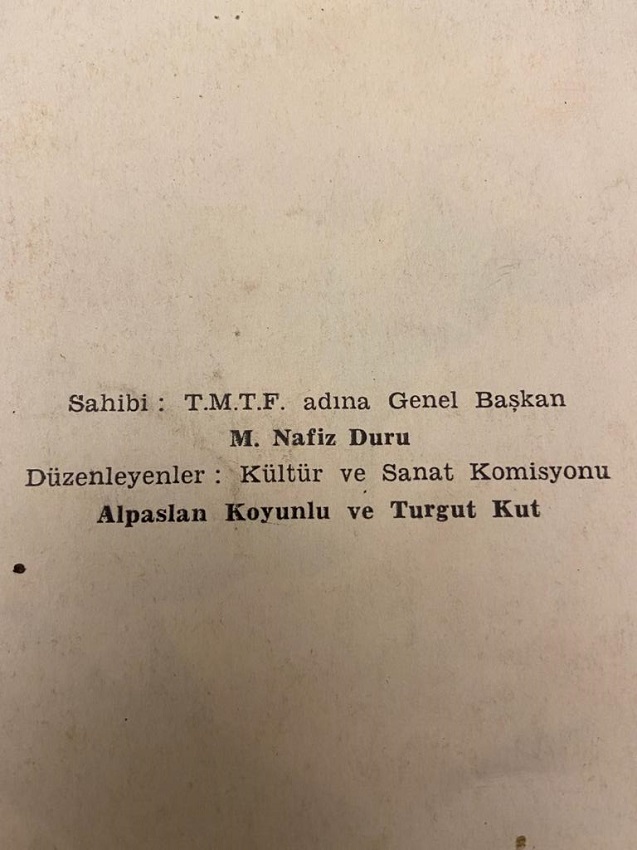 Sahibi : T.M.T.F. adına Genel Başkan
M. Nafiz Duru
Düzenleyenler : Kültür ve Sanat Komisyonu
Alpaslan Koyunlu ve Turgut Kut